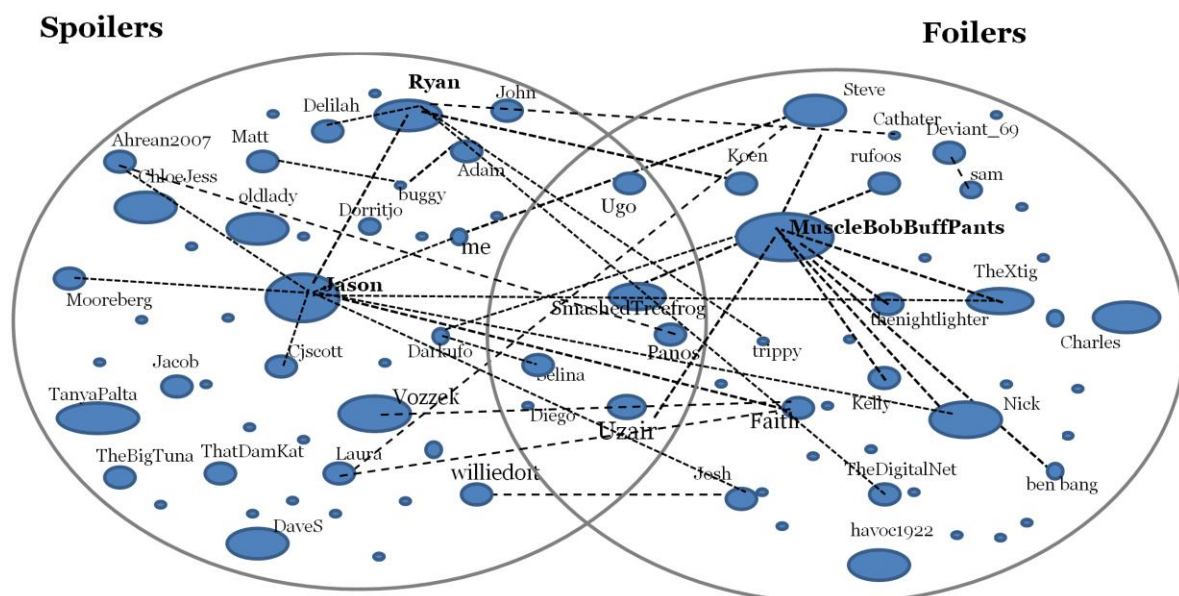 Spoilers
Foilers
Ryan
John
Steve
Delilah
Cathater
Deviant_69
Ahrean2007
Matt
Koen
rufoos
ChloeJess
oldlady
buggy
Adam
sam
Dorritjo
Ugo
me
MuscleBobBuffPants
Mooreberg
Jason
TheXtig
SmashedTreefrog
thenightlighter
Charles
Jacob
Cjscott
Darkufo
Selina
Panos
trippy
TanyaPalta
Vozzek
Diego
Uzair
Faith
Kelly
Nick
TheBigTuna
ThatDamKat
Laura
williedoit
Josh
TheDigitalNet
ben bang
DaveS
havoc1922